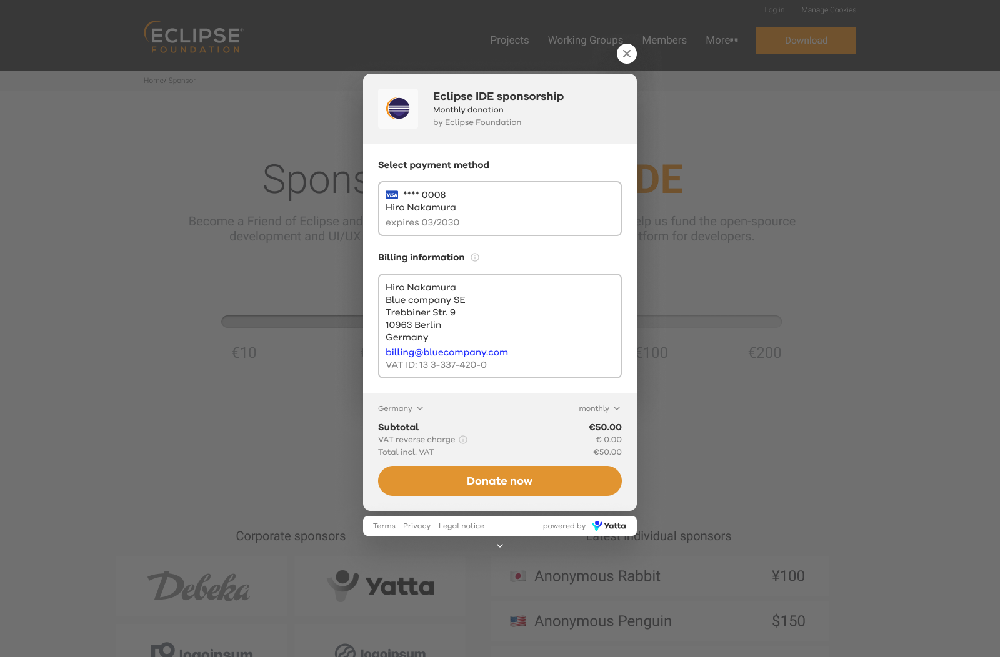 Log in
Manage Cookies
ECLIPSE®
FOUNDATION
Projects
Working Groups
Members
More
Download
Home/ Sponsor
Eclipse IDE sponsorship
Monthly donation
by Eclipse Foundation
Spons
DE
Become a Friend of Eclipse and
elp us fund the open-spource
development and UI/UX
tform for developers.
Select payment method
VISA **** 0008
Hiro Nakamura
expires 03/2030
Billing information
Hiro Nakamura
Blue company SE
Trebbiner Str. 9
10963 Berlin
Germany
billing@bluecompany.com
VAT ID: 13 3-337-420-0
€10
€100
€200
Germany
monthly
Subtotal
€50.00
VAT reverse charge
€ 0.00
Total incl. VAT
€50.00
Donate now
Terms
Privacy
Legal notice
powered by Yatta
Corporate sponsors
Latest individual sponsors
Debeka
Yatta
Anonymous Rabbit
¥100
Anonymous Penguin
$150
logoipsum
logoipsum